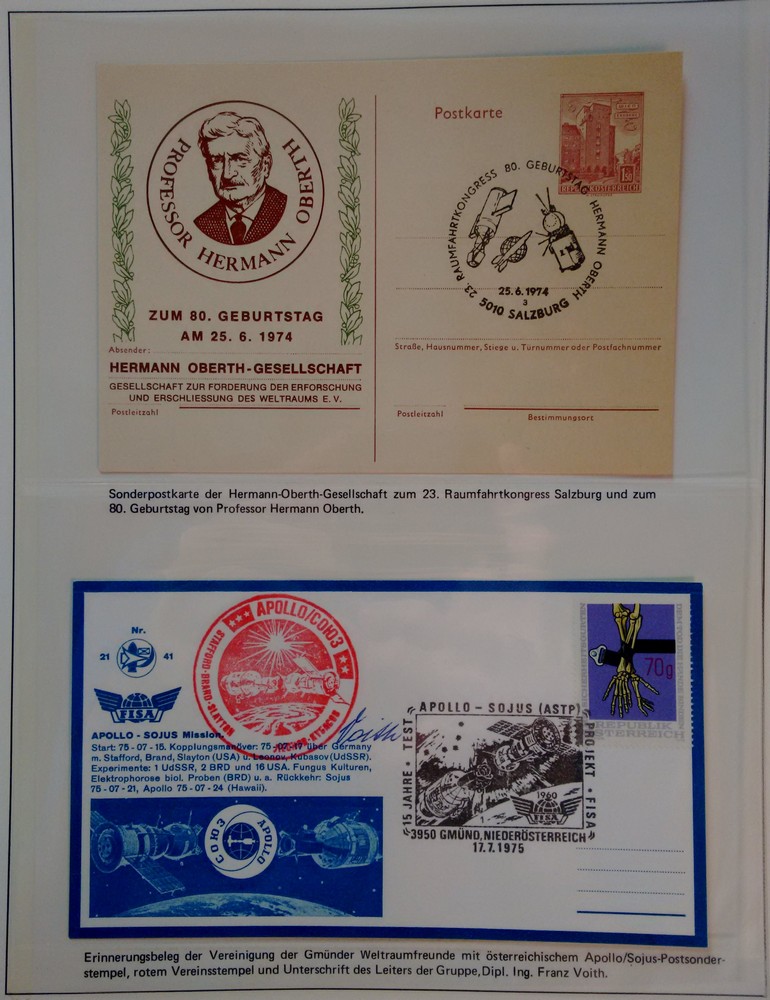 PROFESSOR HERMANN OBERTH
ZUM 80. GEBURTSTAG
AM 25. 6. 1974
Absender:
HERMANN OBERTH-GESELLSCHAFT
GESELLSCHAFT ZUR FÖRDERUNG DER ERFORSCHUNG
UND ERSCHLIESSUNG DES WELTRAUMS E. V.
Postleitzahl
Postkarte
REPUBLIK ÖSTERREICH
23. RAUMFAHRTKONGRESS 80. GEBURTSTAG HERMANN OBERTH
25.6.1974
3
5010 SALZBURG
Straße, Hausnummer, Stiege u. Türnummer oder Postfachnummer
Postleitzahl
Bestimmungsort
Sonderpostkarte der Hermann-Oberth-Gesellschaft zum 23. Raumfahrtkongress Salzburg und zum
80. Geburtstag von Professor Hermann Oberth.
Nr.
21 41
FISA
APOLLO/СОЮЗ
STAFFORD-BRAND-SLAYTON
Voith
APOLLO - SOJUS Mission.
Start: 75-07-15. Kopplungsmanöver: 75-07-17 über Germany
m. Stafford, Brand, Slayton (USA) u. Leonov, Kubasov (UdSSR).
Experimente: 1 UdSSR, 2 BRD und 16 USA. Fungus Kulturen,
Elektrophorese biol. Proben (BRD) u. a. Rückkehr: Sojus
75-07-21, Apollo 75-07-24 (Hawaii).
СОЮЗ APOLLO
70g
REPUBLIK
ÖSTERREICH
15 JAHRE · TEST APOLLO - SOJUS (ASTP) PROJEKT · FISA
1960
FISA
3950 GMÜND, NIEDERÖSTERREICH
17.7.1975
Erinnerungsbeleg der Vereinigung der Gmünder Weltraumfreunde mit österreichischem Apollo/Sojus-Postsonder-
stempel, rotem Vereinsstempel und Unterschrift des Leiters der Gruppe, Dipl. Ing. Franz Voith.